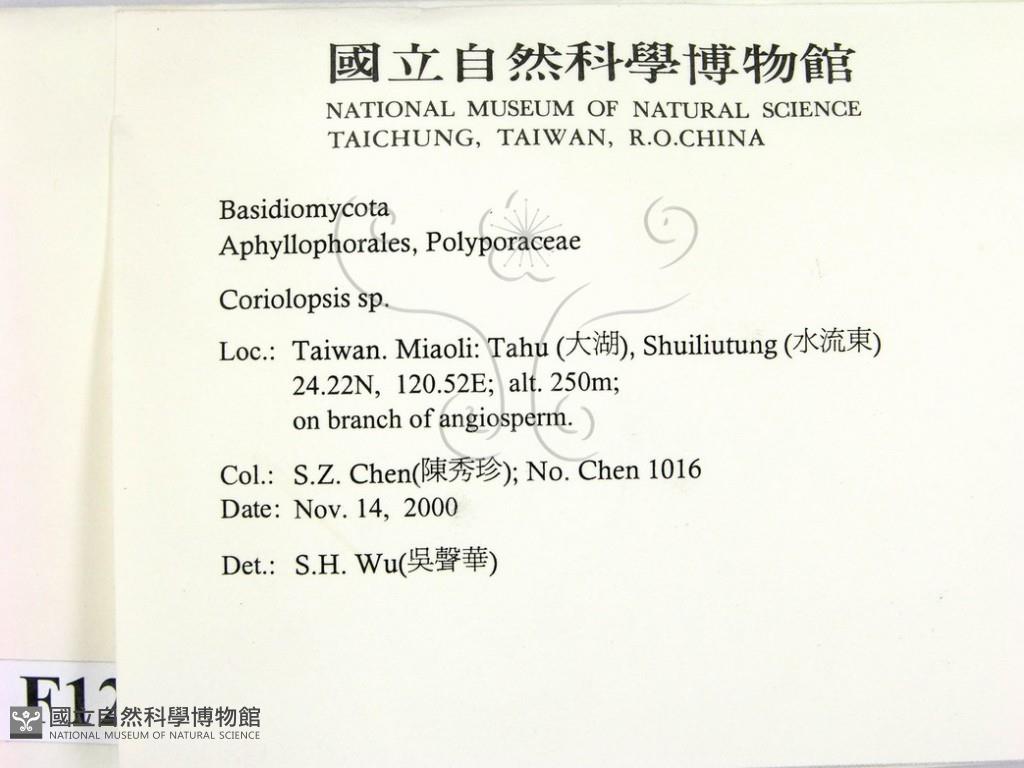 國立自然科學博物館
NATIONAL MUSEUM OF NATURAL SCIENCE
TAICHUNG, TAIWAN, R.O.CHINA
Basidiomycota
Aphyllophorales, Polyporaceae
Coriolopsis sp.
Loc.: Taiwan. Miaoli: Tahu (大湖), Shuiliutung (水流東)
24.22N, 120.52E; alt. 250m;
on branch of angiosperm.
Col.: S.Z. Chen(陳秀珍); No. Chen 1016
Date: Nov. 14, 2000
Det.: S.H. Wu(吳聲華)
國立自然科學博物館
NATIONAL MUSEUM OF NATURAL SCIENCE